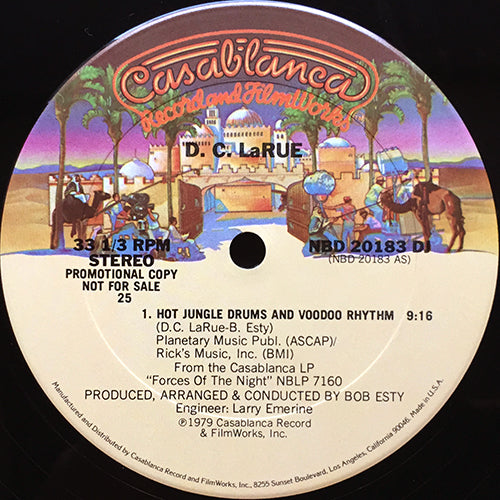 Casablanca
Record and FilmWorks
D. C. LaRUE
33 1/3 RPM
STEREO
PROMOTIONAL COPY
NOT FOR SALE
25
NBD 20183 DJ
(NBD 20183 AS)
1. HOT JUNGLE DRUMS AND VOODOO RHYTHM 9:16
(D.C. LaRue-B. Esty)
Planetary Music Publ. (ASCAP)/
Rick's Music, Inc. (BMI)
From the Casablanca LP
“Forces Of The Night” NBLP 7160
PRODUCED, ARRANGED & CONDUCTED BY BOB ESTY
Engineer: Larry Emerine
℗1979 Casablanca Record
& FilmWorks, Inc.
Manufactured and Distributed by Casablanca Record and FilmWorks, Inc., 8255 Sunset Boulevard, Los Angeles, California 90046. Made in U.S.A.